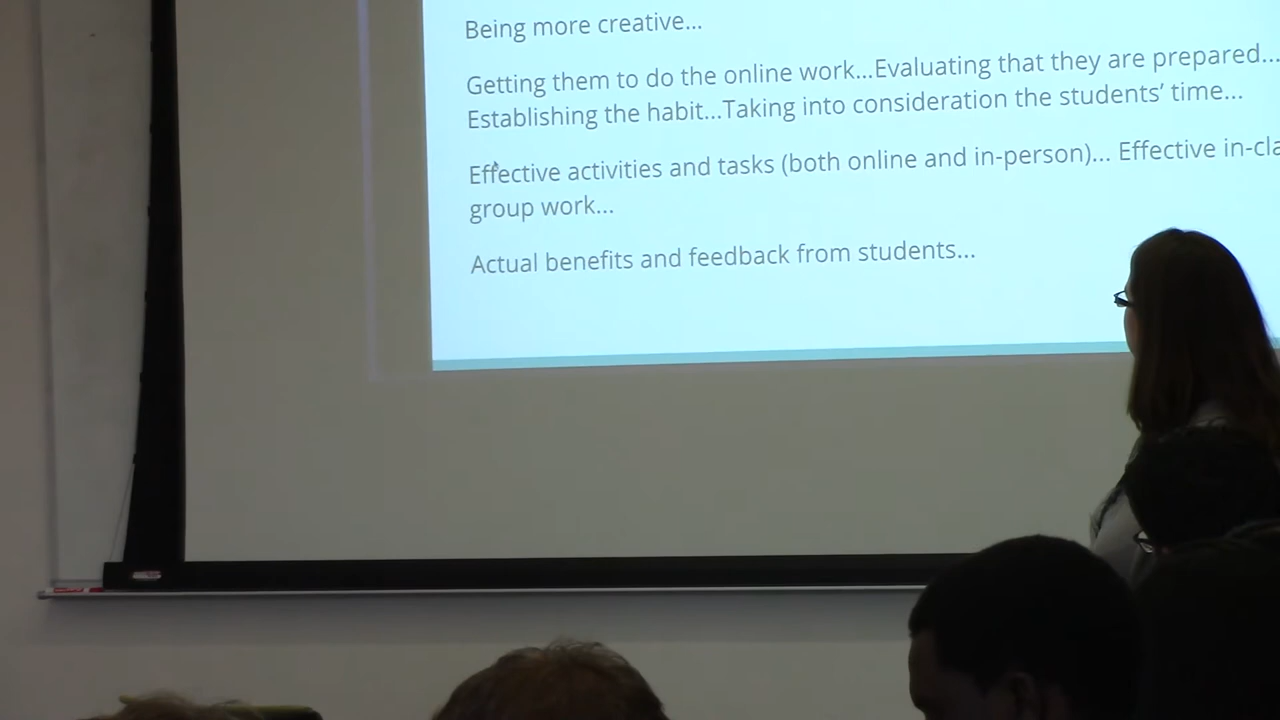 Being more creative...
Getting them to do the online work...Evaluating that they are prepared...
Establishing the habit...Taking into consideration the students’ time...
Effective activities and tasks (both online and in-person)... Effective
group work...
Actual benefits and feedback from students...